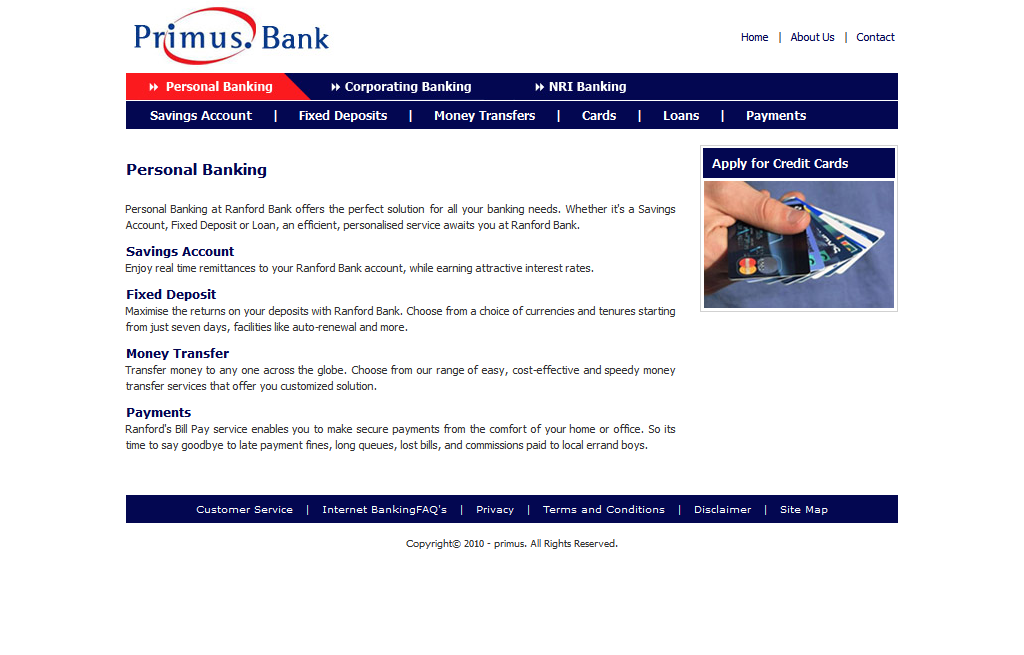 Primus. Bank
Home | About Us | Contact
Personal Banking Corporating Banking NRI Banking
Savings Account | Fixed Deposits | Money Transfers | Cards | Loans | Payments
Personal Banking
Apply for Credit Cards
Personal Banking at Ranford Bank offers the perfect solution for all your banking needs. Whether it's a Savings
Account, Fixed Deposit or Loan, an efficient, personalised service awaits you at Ranford Bank.
Savings Account
Enjoy real time remittances to your Ranford Bank account, while earning attractive interest rates.
Fixed Deposit
Maximise the returns on your deposits with Ranford Bank. Choose from a choice of currencies and tenures starting
from just seven days, facilities like auto-renewal and more.
Money Transfer
Transfer money to any one across the globe. Choose from our range of easy, cost-effective and speedy money
transfer services that offer you customized solution.
Payments
Ranford's Bill Pay service enables you to make secure payments from the comfort of your home or office. So its
time to say goodbye to late payment fines, long queues, lost bills, and commissions paid to local errand boys.
Customer Service | Internet BankingFAQ's | Privacy | Terms and Conditions | Disclaimer | Site Map
Copyright© 2010 - primus. All Rights Reserved.